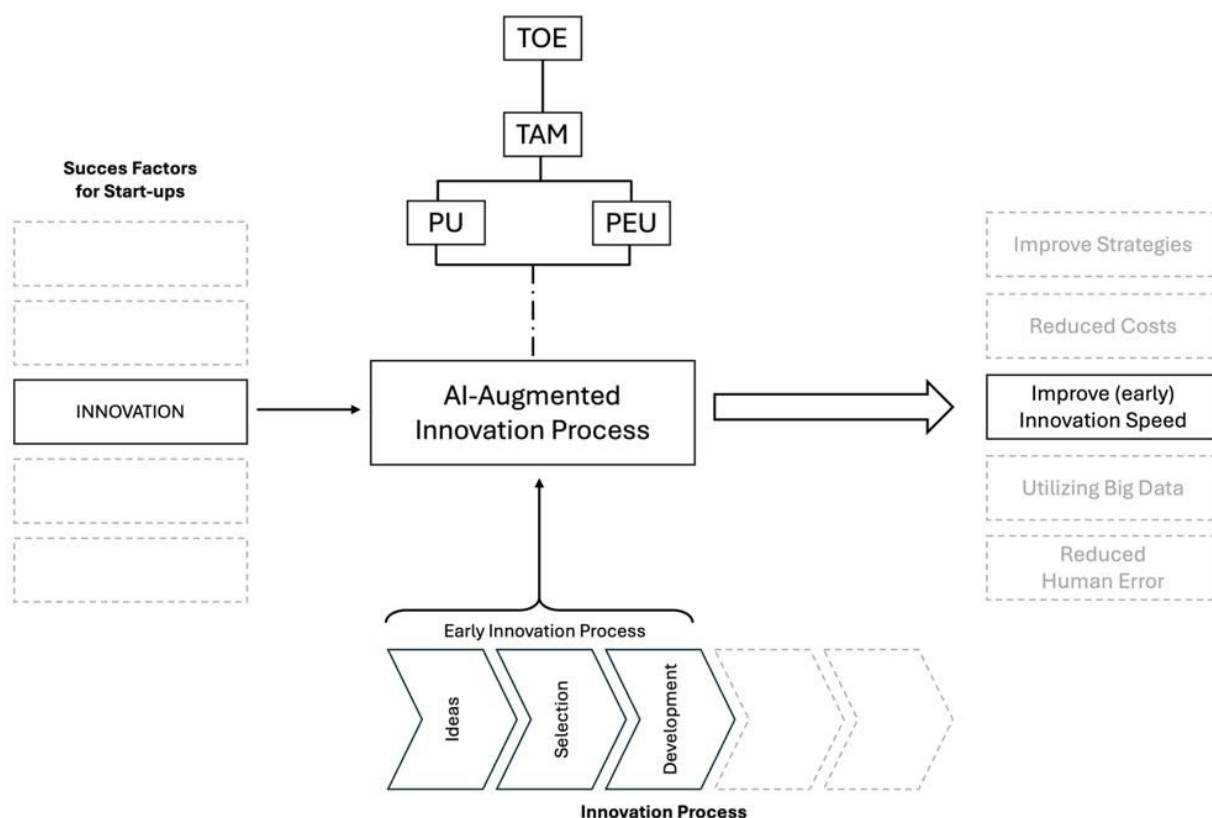 TOE
TAM
PU
PEU
Succes Factors
for Start-ups
INNOVATION
AI-Augmented
Innovation Process
Improve Strategies
Reduced Costs
Improve (early)
Innovation Speed
Utilizing Big Data
Reduced
Human Error
Early Innovation Process
Ideas
Selection
Development
Innovation Process